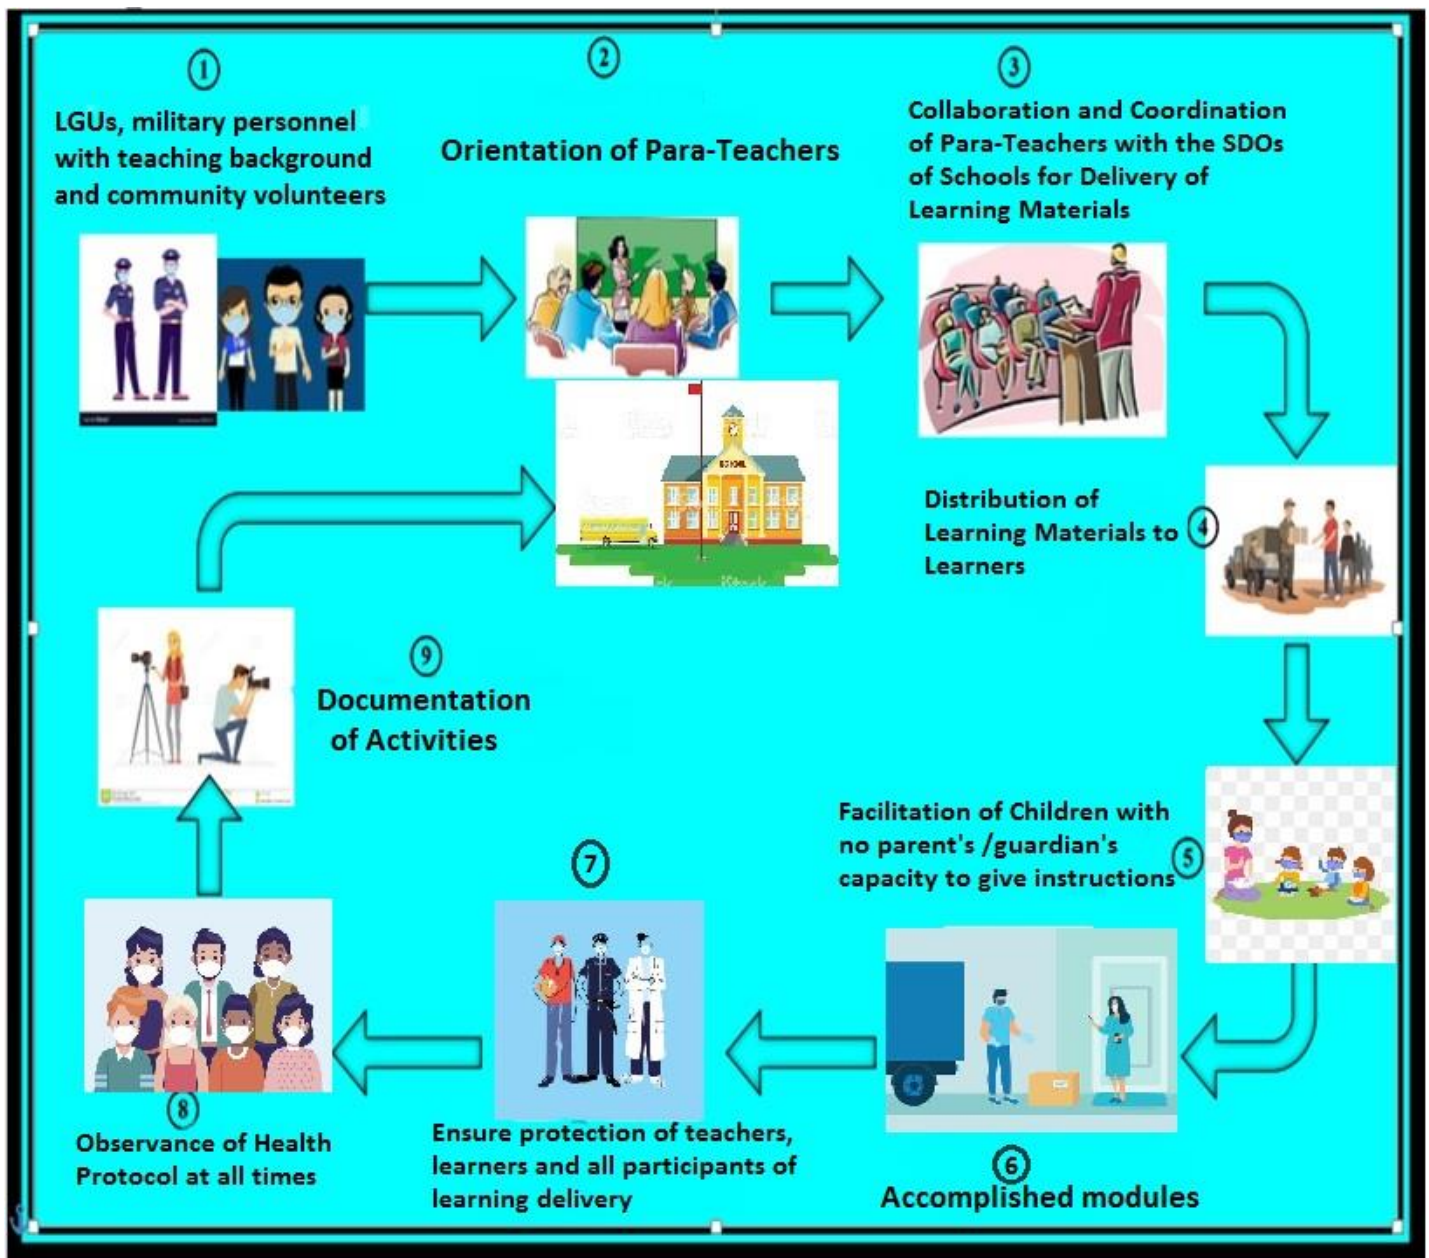 1
LGUs, military personnel
with teaching background
and community volunteers
2
Orientation of Para-Teachers
3
Collaboration and Coordination
of Para-Teachers with the SDOs
of Schools for Delivery of
Learning Materials
SCHOOL
Distribution of
Learning Materials to
Learners
4
Facilitation of Children with
no parent's /guardian's
capacity to give instructions
5
6
Accomplished modules
7
Ensure protection of teachers,
learners and all participants of
learning delivery
8
Observance of Health
Protocol at all times
9
Documentation
of Activities